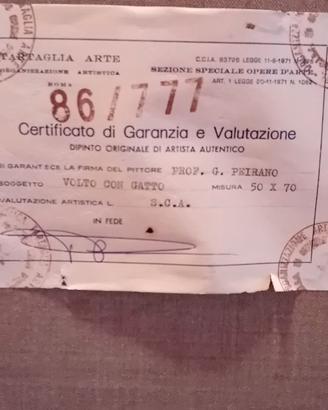 TARTAGLIA ARTE
ORGANIZZAZIONE ARTISTICA
ROMA
C.C.I.A. 83726 LEGGE 11-6-1971
SEZIONE SPECIALE OPERE D'ARTE
ART. 1 LEGGE 20-11-1971 N. 1062
86/777
Certificato di Garanzia e Valutazione
DIPINTO ORIGINALE DI ARTISTA AUTENTICO
SI GARANTISCE LA FIRMA DEL PITTORE PROF. G. PEIRANO
SOGGETTO VOLTO CON GATTO MISURA 50 X 70
VALUTAZIONE ARTISTICA L. S.C.A.
IN FEDE